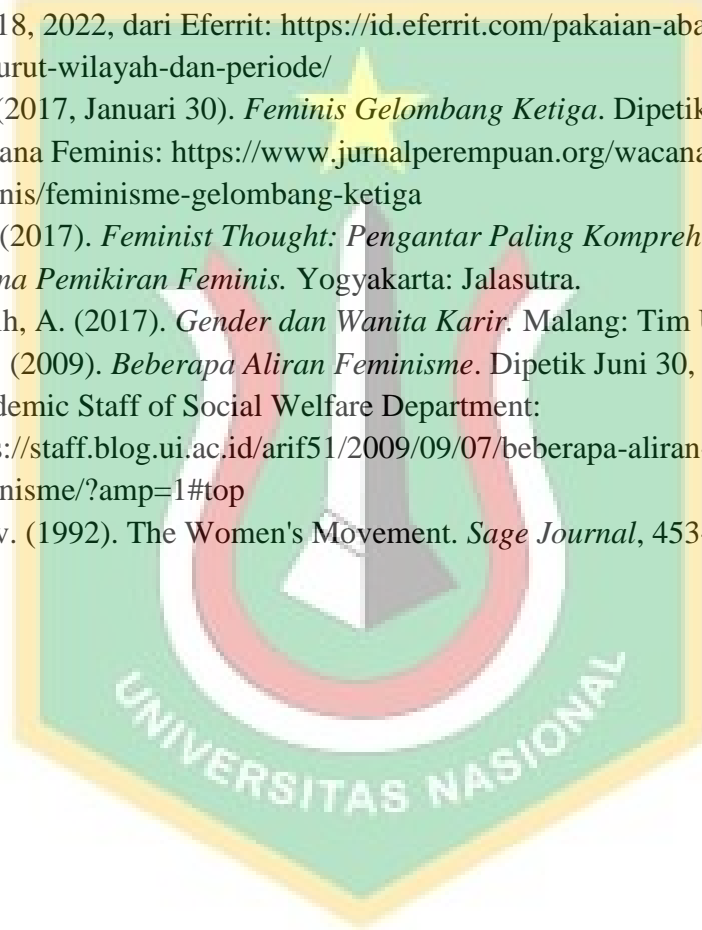 18, 2022, dari Eferrit: https://id.eferrit.com/pakaian-aba
urut-wilayah-dan-periode/
(2017, Januari 30). Feminis Gelombang Ketiga. Dipetik
ana Feminis: https://www.jurnalperempuan.org/wacana
nis/feminisme-gelombang-ketiga
(2017). Feminist Thought: Pengantar Paling Kompreh
na Pemikiran Feminis. Yogyakarta: Jalasutra.
h, A. (2017). Gender dan Wanita Karir. Malang: Tim U
(2009). Beberapa Aliran Feminisme. Dipetik Juni 30,
demic Staff of Social Welfare Department:
s://staff.blog.ui.ac.id/arif51/2009/09/07/beberapa-aliran-
nisme/?amp=1#top
v. (1992). The Women's Movement. Sage Journal, 453-
UNIVERSITAS NASIONAL